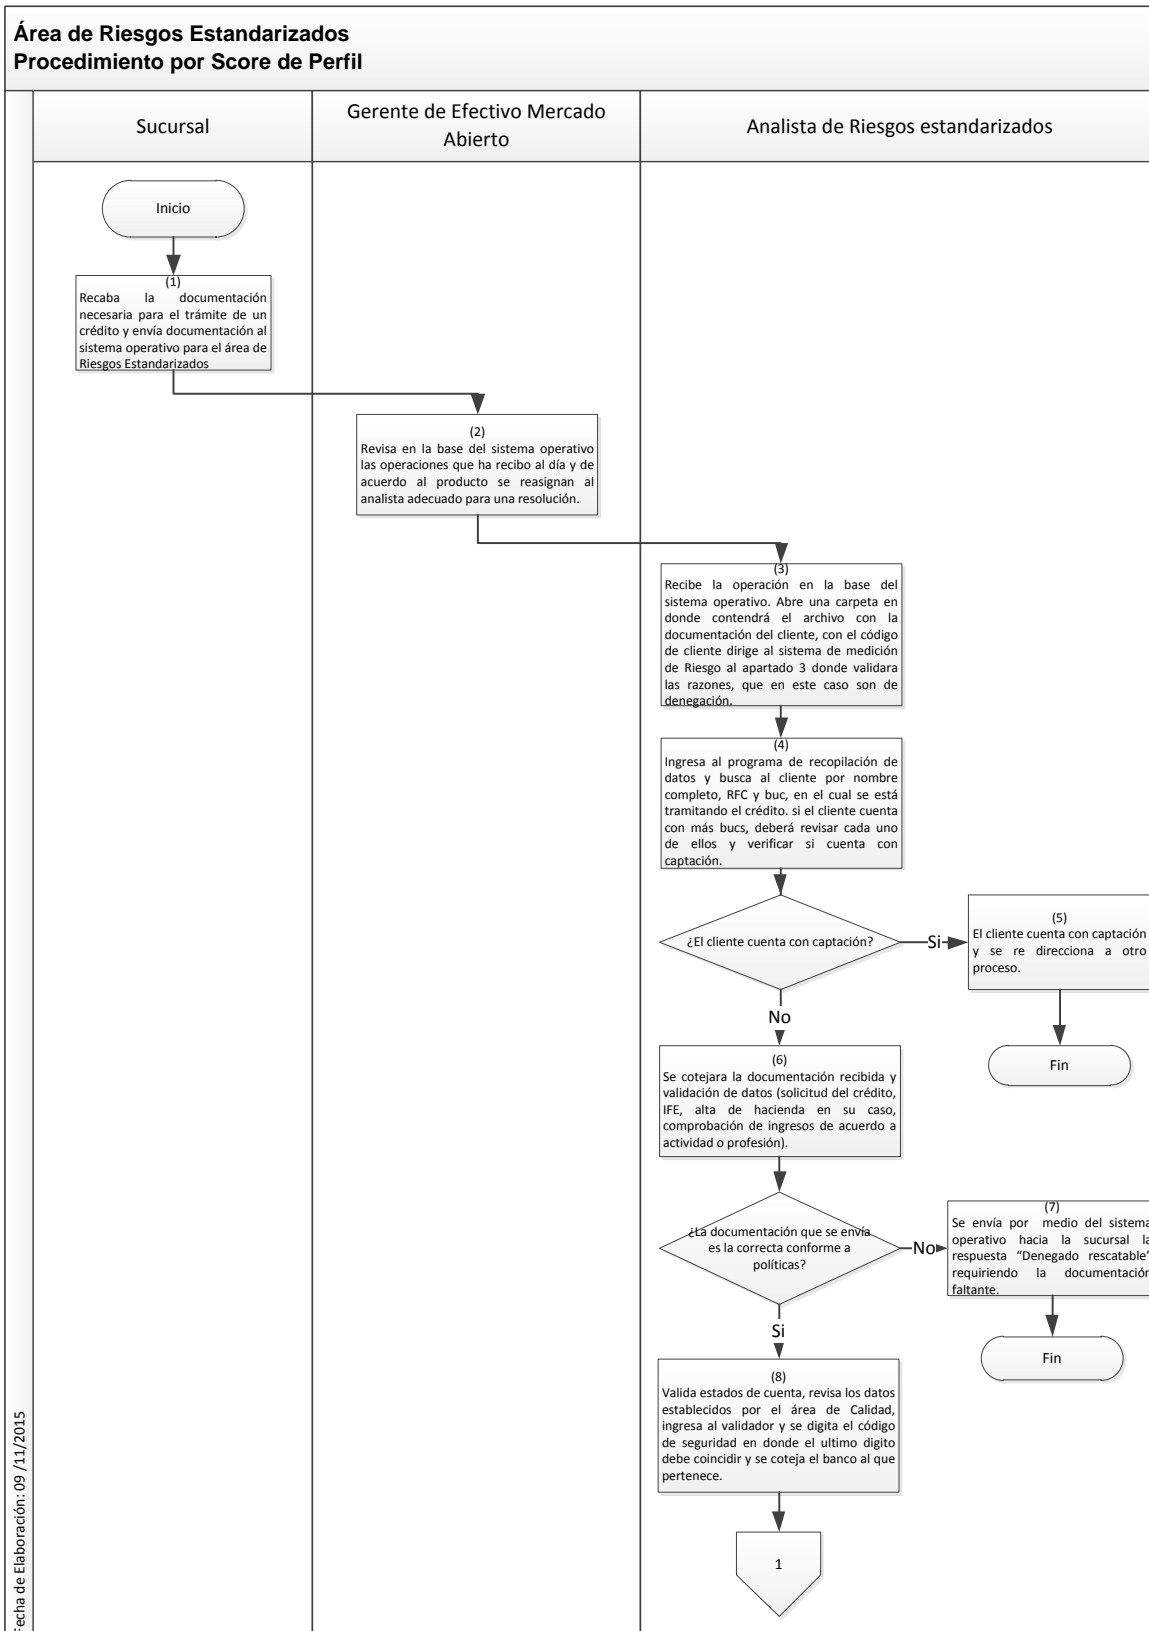 Área de Riesgos Estandarizados
Procedimiento por Score de Perfil
Sucursal
Gerente de Efectivo Mercado
Abierto
Analista de Riesgos estandarizados
Inicio
(1)
Recaba la documentación
necesaria para el trámite de un
crédito y envía documentación al
sistema operativo para el área de
Riesgos Estandarizados
(2)
Revisa en la base del sistema operativo
las operaciones que ha recibo al día y de
acuerdo al producto se reasignan al
analista adecuado para una resolución.
(3)
Recibe la operación en la base del
sistema operativo. Abre una carpeta en
donde contendrá el archivo con la
documentación del cliente, con el código
de cliente dirige al sistema de medición
de Riesgo al apartado 3 donde validara
las razones, que en este caso son de
denegación.
(4)
Ingresa al programa de recopilación de
datos y busca al cliente por nombre
completo, RFC y buc, en el cual se está
tramitando el crédito. si el cliente cuenta
con más bucs, deberá revisar cada uno
de ellos y verificar si cuenta con
captación.
¿El cliente cuenta con captación?
Si
(5)
El cliente cuenta con captación
y se re direcciona a otro
proceso.
No
Fin
(6)
Se cotejara la documentación recibida y
validación de datos (solicitud del crédito,
IFE, alta de hacienda en su caso,
comprobación de ingresos de acuerdo a
actividad o profesión).
¿La documentación que se envía
es la correcta conforme a
políticas?
No
(7)
Se envía por medio del sistema
operativo hacia la sucursal la
respuesta “Denegado rescatable”
requiriendo la documentación
faltante.
Si
Fin
(8)
Valida estados de cuenta, revisa los datos
establecidos por el área de Calidad,
ingresa al validador y se digita el código
de seguridad en donde el ultimo digito
debe coincidir y se coteja el banco al que
pertenece.
1
Fecha de Elaboración: 09 /11/2015